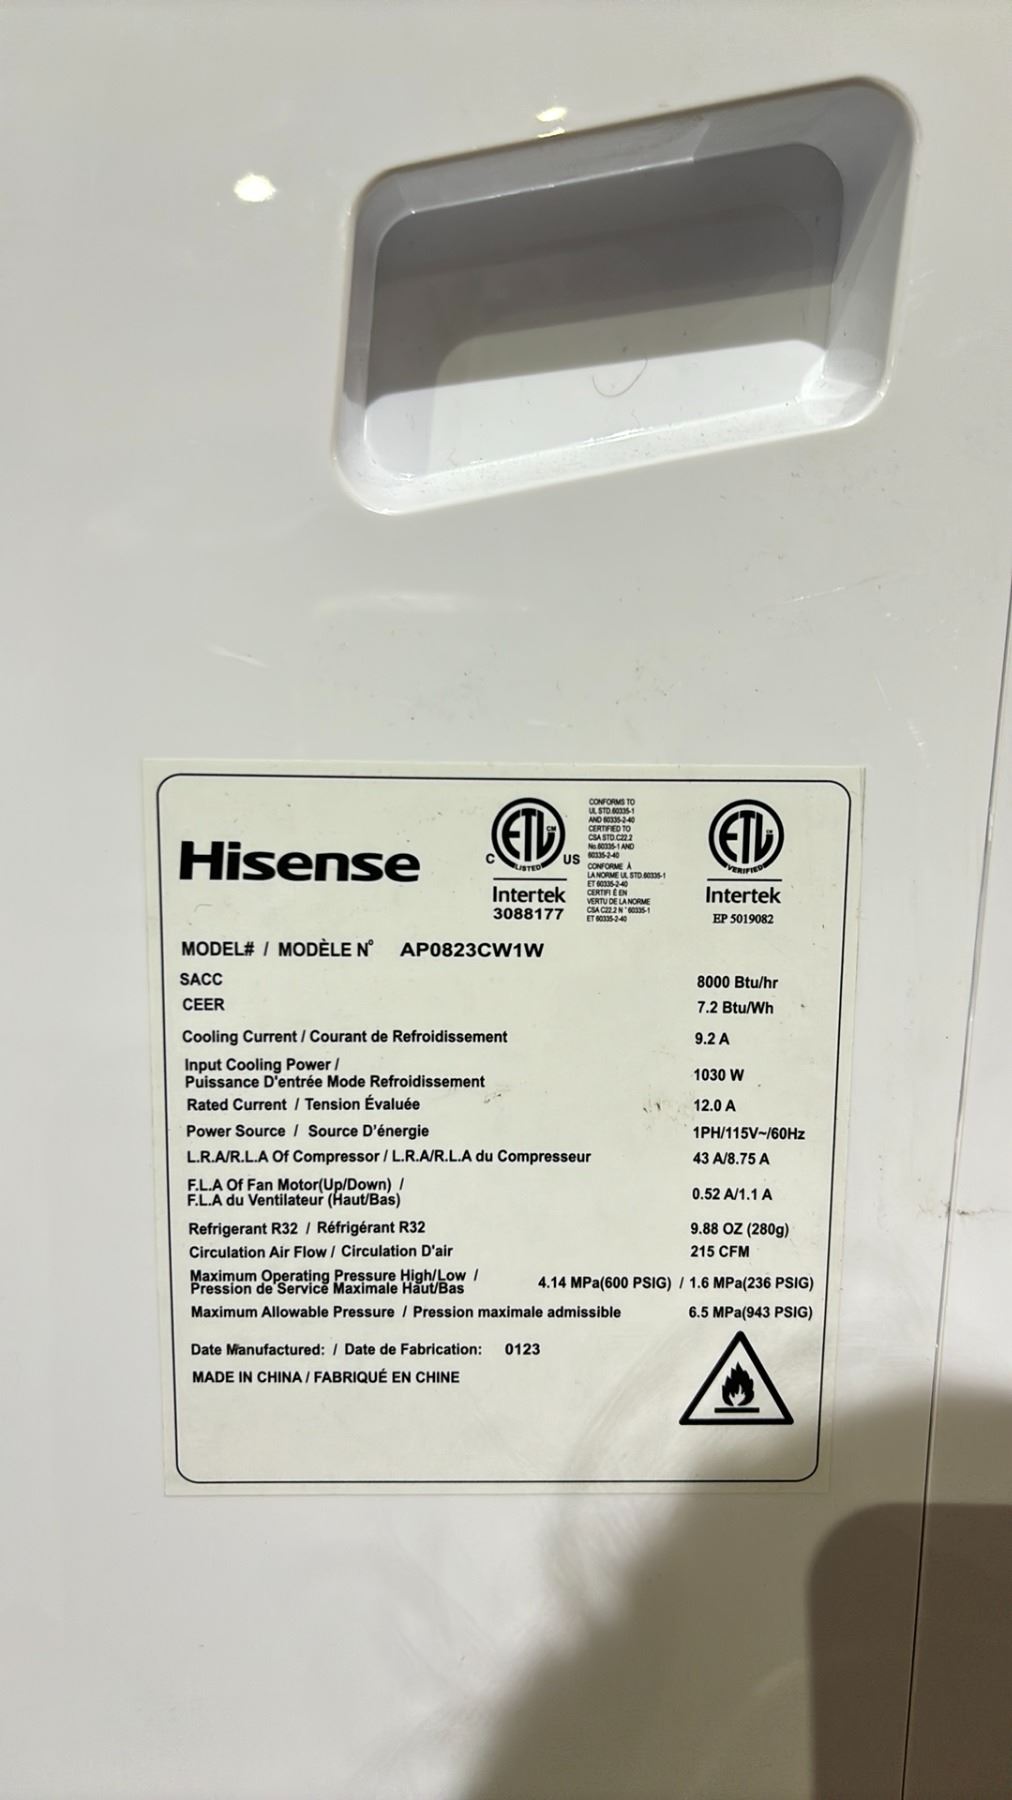 Hisense
C ETL CM US
LISTED
Intertek
3088177
CONFORMS TO
UL STD.60335-1
AND 60335-2-40
CERTIFIED TO
CSA STD.C22.2
No.60335-1 AND
60335-2-40
CONFORME À
LA NORME UL STD.60335-1
ET 60335-2-40
CERTIFI É EN
VERTU DE LA NORME
CSA C22.2 N ° 60335-1
ET 60335-2-40
ETL CM
VERIFIED
Intertek
EP 5019082
MODEL# / MODÈLE N° AP0823CW1W
SACC 8000 Btu/hr
CEER 7.2 Btu/Wh
Cooling Current / Courant de Refroidissement 9.2 A
Input Cooling Power /
Puissance D'entrée Mode Refroidissement 1030 W
Rated Current / Tension Évaluée 12.0 A
Power Source / Source D'énergie 1PH/115V~/60Hz
L.R.A/R.L.A Of Compressor / L.R.A/R.L.A du Compresseur 43 A/8.75 A
F.L.A Of Fan Motor(Up/Down) /
F.L.A du Ventilateur (Haut/Bas) 0.52 A/1.1 A
Refrigerant R32 / Réfrigérant R32 9.88 OZ (280g)
Circulation Air Flow / Circulation D'air 215 CFM
Maximum Operating Pressure High/Low /
Pression de Service Maximale Haut/Bas 4.14 MPa(600 PSIG) / 1.6 MPa(236 PSIG)
Maximum Allowable Pressure / Pression maximale admissible 6.5 MPa(943 PSIG)
Date Manufactured: / Date de Fabrication: 0123
MADE IN CHINA / FABRIQUÉ EN CHINE